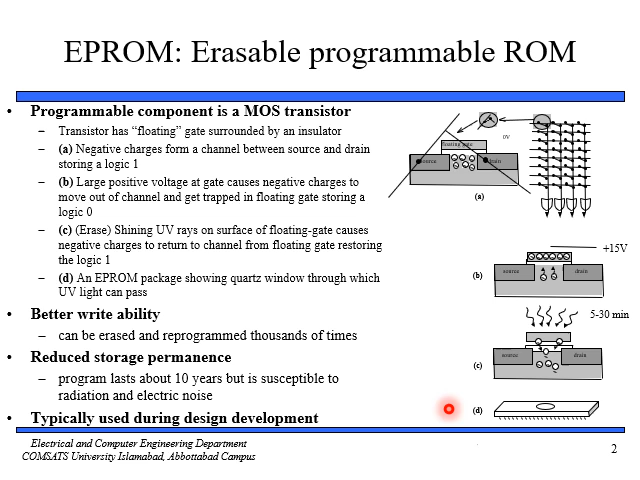 EPROM: Erasable programmable ROM
• Programmable component is a MOS transistor
– Transistor has “floating” gate surrounded by an insulator
– (a) Negative charges form a channel between source and drain
storing a logic 1
– (b) Large positive voltage at gate causes negative charges to
move out of channel and get trapped in floating gate storing a
logic 0
– (c) (Erase) Shining UV rays on surface of floating-gate causes
negative charges to return to channel from floating gate restoring
the logic 1
– (d) An EPROM package showing quartz window through which
UV light can pass
• Better write ability
– can be erased and reprogrammed thousands of times
• Reduced storage permanence
– program lasts about 10 years but is susceptible to
radiation and electric noise
• Typically used during design development
0V
floating gate
source drain
(a)
+15V
source drain
(b)
5-30 min
source drain
(c)
(d)
Electrical and Computer Engineering Department
COMSATS University Islamabad, Abbottabad Campus
2